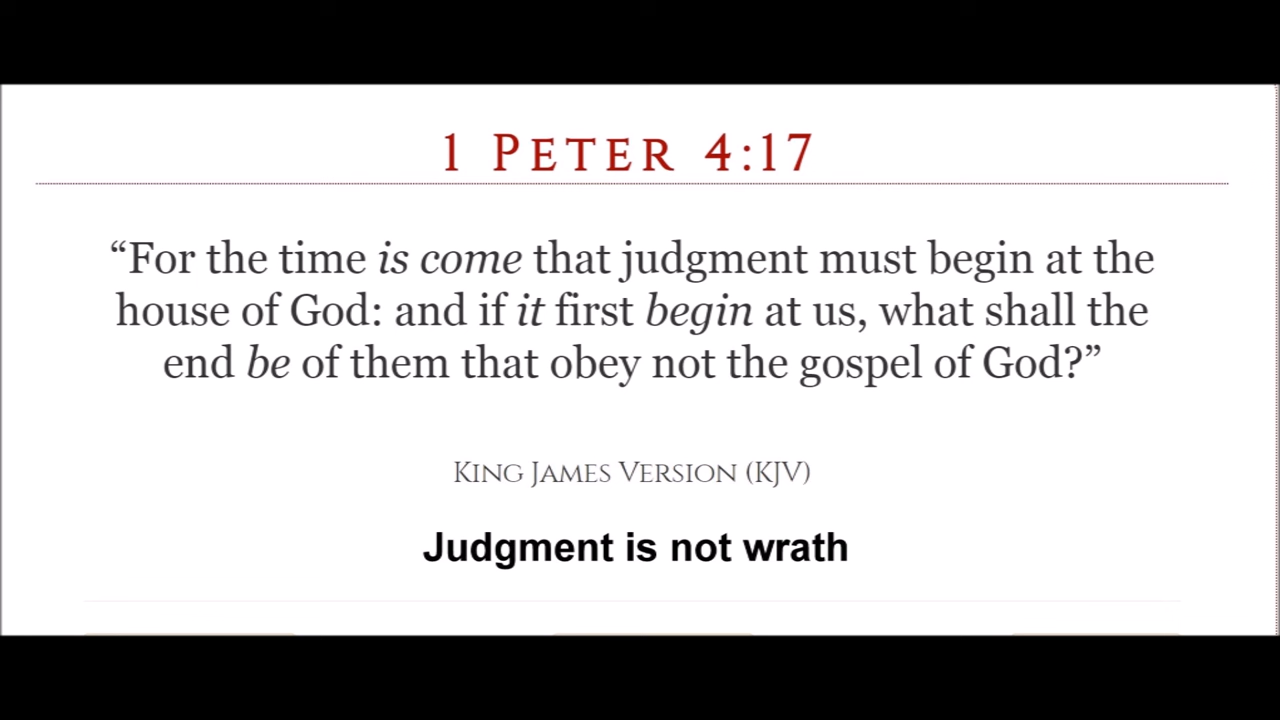 1 PETER 4:17
“For the time is come that judgment must begin at the
house of God: and if it first begin at us, what shall the
end be of them that obey not the gospel of God?”
KING JAMES VERSION (KJV)
Judgment is not wrath